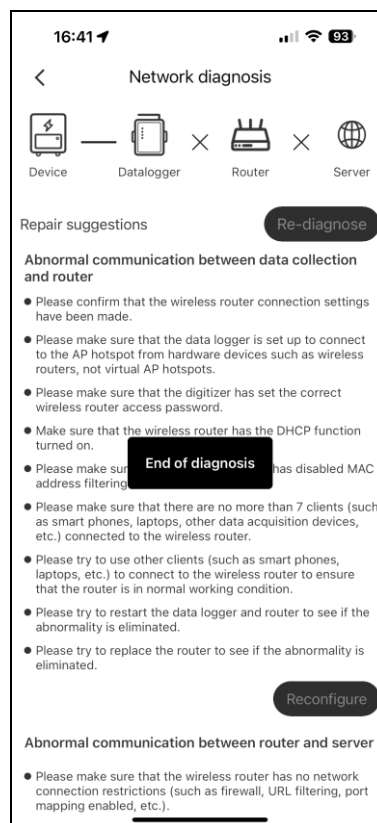 16:41
93
Network diagnosis
Device
Datalogger
Router
Server
Repair suggestions
Re-diagnose
Abnormal communication between data collection
and router
Please confirm that the wireless router connection settings
have been made.
Please make sure that the data logger is set up to connect
to the AP hotspot from hardware devices such as wireless
routers, not virtual AP hotspots.
Please make sure that the digitizer has set the correct
wireless router access password.
Make sure that the wireless router has the DHCP function
turned on.
End of diagnosis
Please make sur has disabled MAC
address filtering
Please make sure that there are no more than 7 clients (such
as smart phones, laptops, other data acquisition devices,
etc.) connected to the wireless router.
Please try to use other clients (such as smart phones,
laptops, etc.) to connect to the wireless router to ensure
that the router is in normal working condition.
Please try to restart the data logger and router to see if the
abnormality is eliminated.
Please try to replace the router to see if the abnormality is
eliminated.
Reconfigure
Abnormal communication between router and server
Please make sure that the wireless router has no network
connection restrictions (such as firewall, URL filtering, port
mapping enabled, etc.).